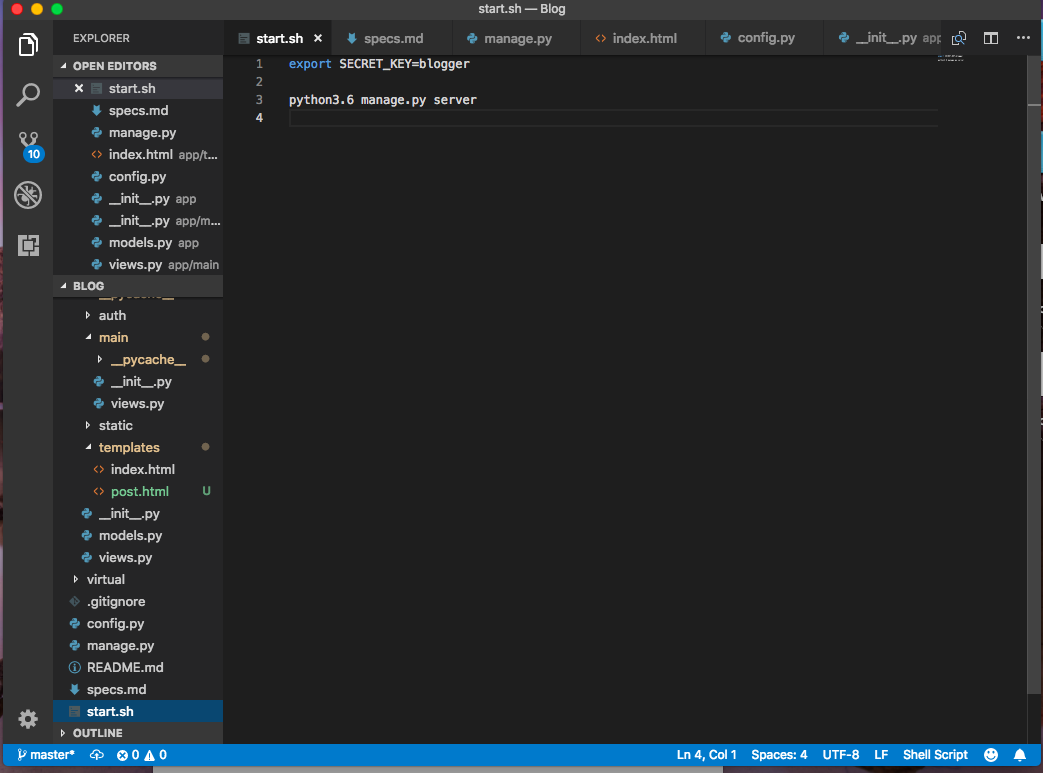 start.sh — Blog
EXPLORER
start.sh
specs.md
manage.py
index.html
config.py
__init__.py app
OPEN EDITORS
start.sh
specs.md
manage.py
index.html app/t...
config.py
__init__.py app
__init__.py app/m...
models.py app
views.py app/main
BLOG
__pycache__
auth
main
__pycache__
__init__.py
views.py
static
templates
index.html
post.html U
__init__.py
models.py
views.py
virtual
.gitignore
config.py
manage.py
README.md
specs.md
start.sh
OUTLINE
10
1 export SECRET_KEY=blogger
2
3 python3.6 manage.py server
4
master* 0 0 Ln 4, Col 1 Spaces: 4 UTF-8 LF Shell Script